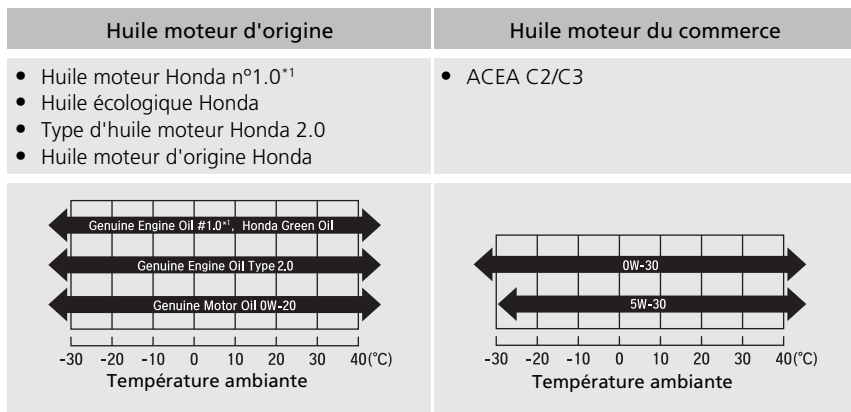 Huile moteur d'origine
Huile moteur du commerce
• Huile moteur Honda nº1.0*1
• Huile écologique Honda
• Type d'huile moteur Honda 2.0
• Huile moteur d'origine Honda
• ACEA C2/C3
Genuine Engine Oil #1.0*1, Honda Green Oil
Genuine Engine Oil Type 2.0
Genuine Motor Oil 0W-20
-30 -20 -10 0 10 20 30 40(°C)
Température ambiante
0W-30
5W-30
-30 -20 -10 0 10 20 30 40(°C)
Température ambiante